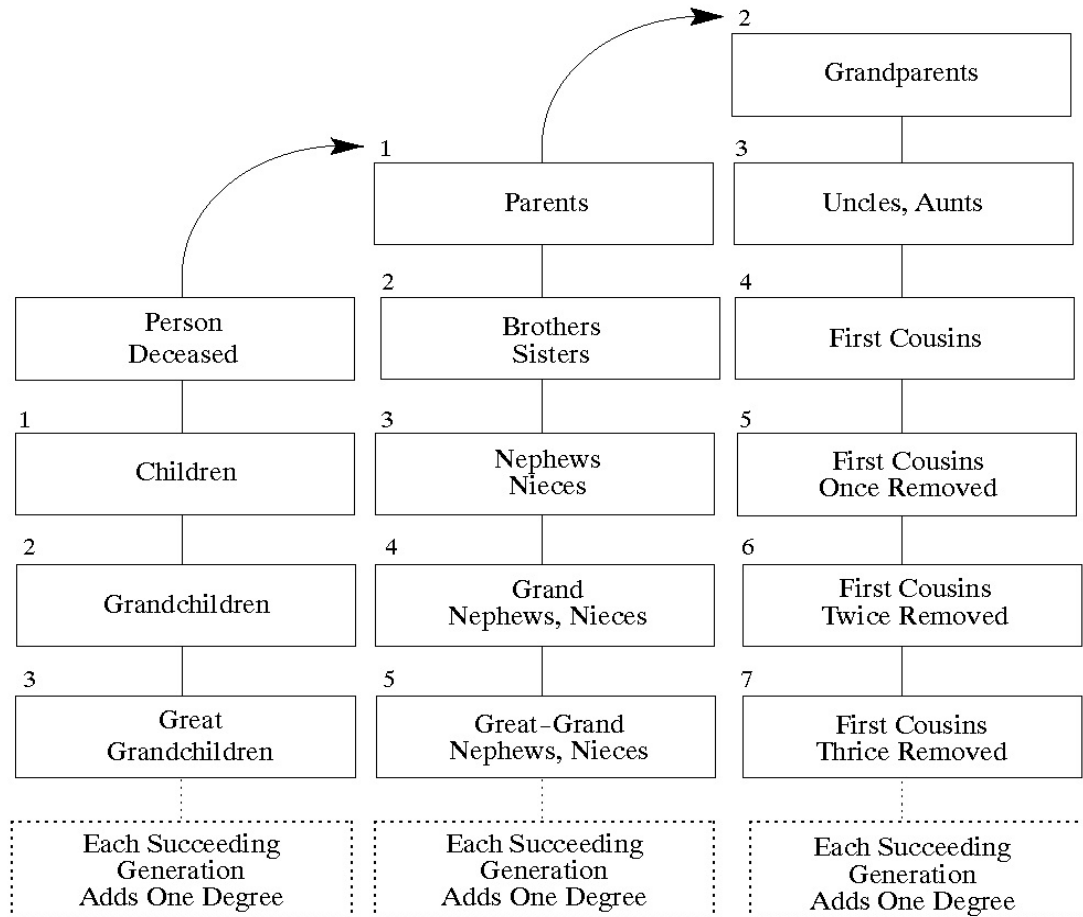 2
Grandparents
1
3
Parents
Uncles, Aunts
2
4
Person
Deceased
Brothers
Sisters
First Cousins
1
3
5
Children
Nephews
Nieces
First Cousins
Once Removed
2
4
6
Grandchildren
Grand
Nephews, Nieces
First Cousins
Twice Removed
3
5
7
Great
Grandchildren
Great-Grand
Nephews, Nieces
First Cousins
Thrice Removed
Each Succeeding
Generation
Adds One Degree
Each Succeeding
Generation
Adds One Degree
Each Succeeding
Generation
Adds One Degree